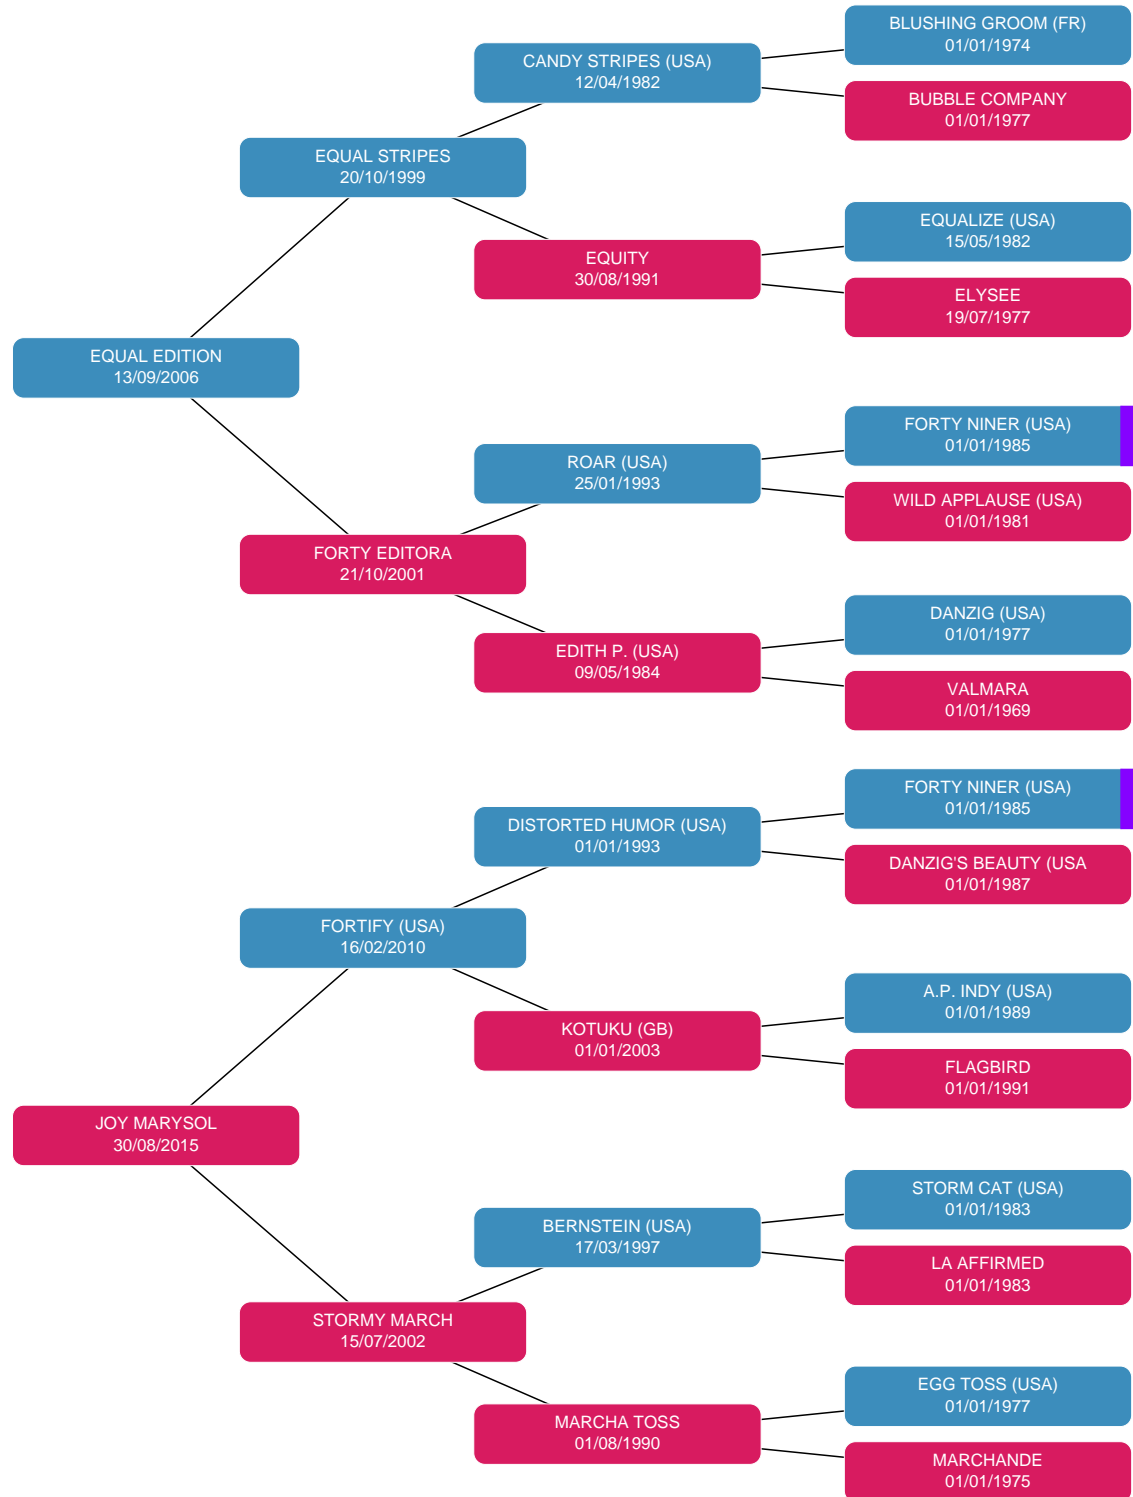 BLUSHING GROOM (FR)
01/01/1974
CANDY STRIPES (USA)
12/04/1982
BUBBLE COMPANY
01/01/1977
EQUAL STRIPES
20/10/1999
EQUALIZE (USA)
15/05/1982
EQUITY
30/08/1991
ELYSEE
19/07/1977
EQUAL EDITION
13/09/2006
FORTY NINER (USA)
01/01/1985
ROAR (USA)
25/01/1993
WILD APPLAUSE (USA)
01/01/1981
FORTY EDITORA
21/10/2001
DANZIG (USA)
01/01/1977
EDITH P. (USA)
09/05/1984
VALMARA
01/01/1969
FORTY NINER (USA)
01/01/1985
DISTORTED HUMOR (USA)
01/01/1993
DANZIG'S BEAUTY (USA
01/01/1987
FORTIFY (USA)
16/02/2010
A.P. INDY (USA)
01/01/1989
KOTUKU (GB)
01/01/2003
FLAGBIRD
01/01/1991
JOY MARYSOL
30/08/2015
STORM CAT (USA)
01/01/1983
BERNSTEIN (USA)
17/03/1997
LA AFFIRMED
01/01/1983
STORMY MARCH
15/07/2002
EGG TOSS (USA)
01/01/1977
MARCHA TOSS
01/08/1990
MARCHANDE
01/01/1975